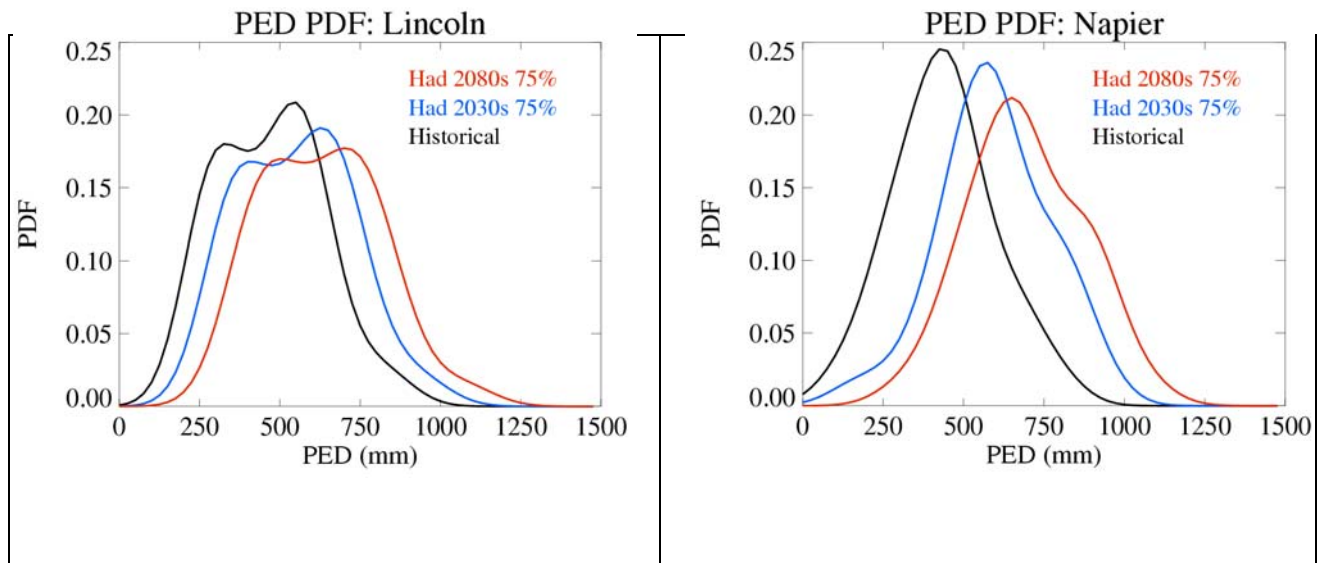 PED PDF: Lincoln
0.25
0.20
0.15
0.10
0.05
0.00
PDF
Had 2080s 75%
Had 2030s 75%
Historical
0 250 500 750 1000 1250 1500
PED (mm)
PED PDF: Napier
0.25
0.20
0.15
0.10
0.05
0.00
PDF
Had 2080s 75%
Had 2030s 75%
Historical
0 250 500 750 1000 1250 1500
PED (mm)